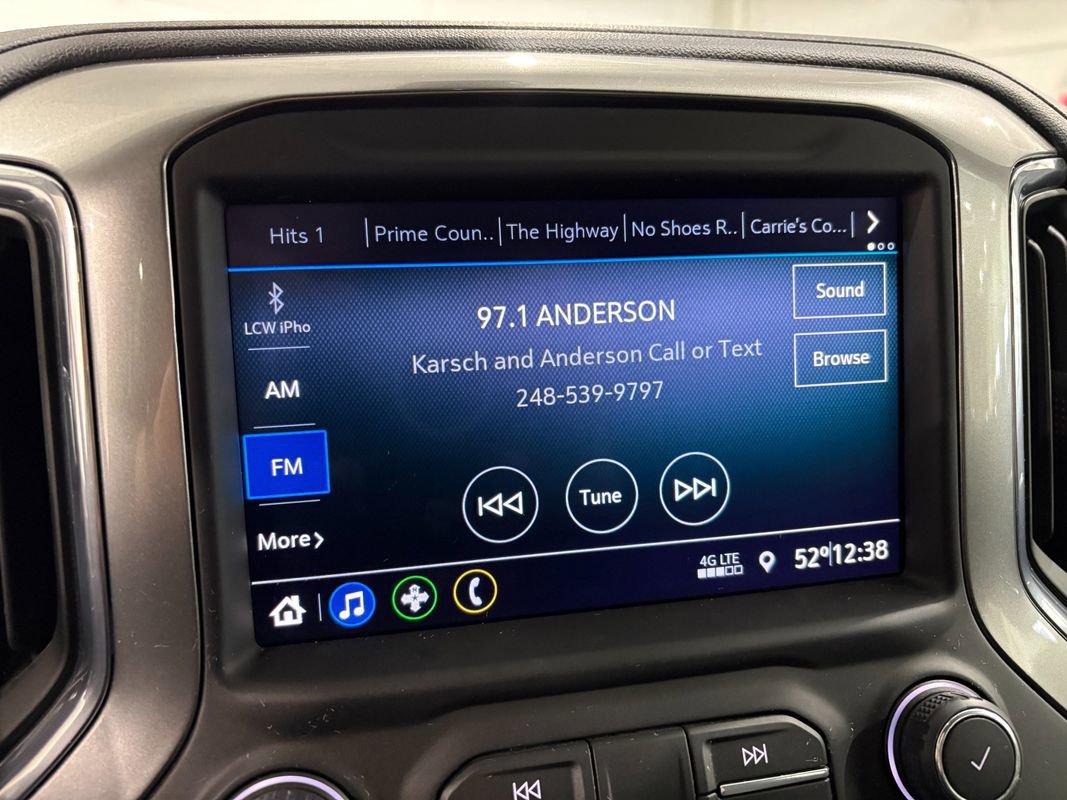 Hits 1 Prime Coun.. The Highway No Shoes R.. Carrie's Co...
LCW iPho
AM
FM
More
97.1 ANDERSON
Karsch and Anderson Call or Text
248-539-9797
Sound
Browse
Tune
4G LTE
52º 12:38